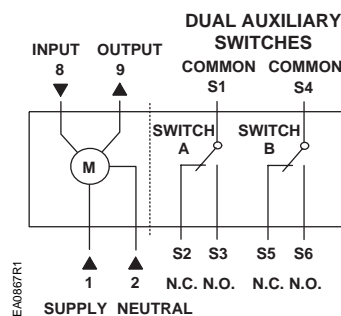 DUAL AUXILIARY
SWITCHES
INPUT OUTPUT
8 9
COMMON COMMON
S1 S4
SWITCH
A
SWITCH
B
M
S2 S3 S5 S6
1 2
N.C. N.O. N.C. N.O.
SUPPLY NEUTRAL
EA0867R1